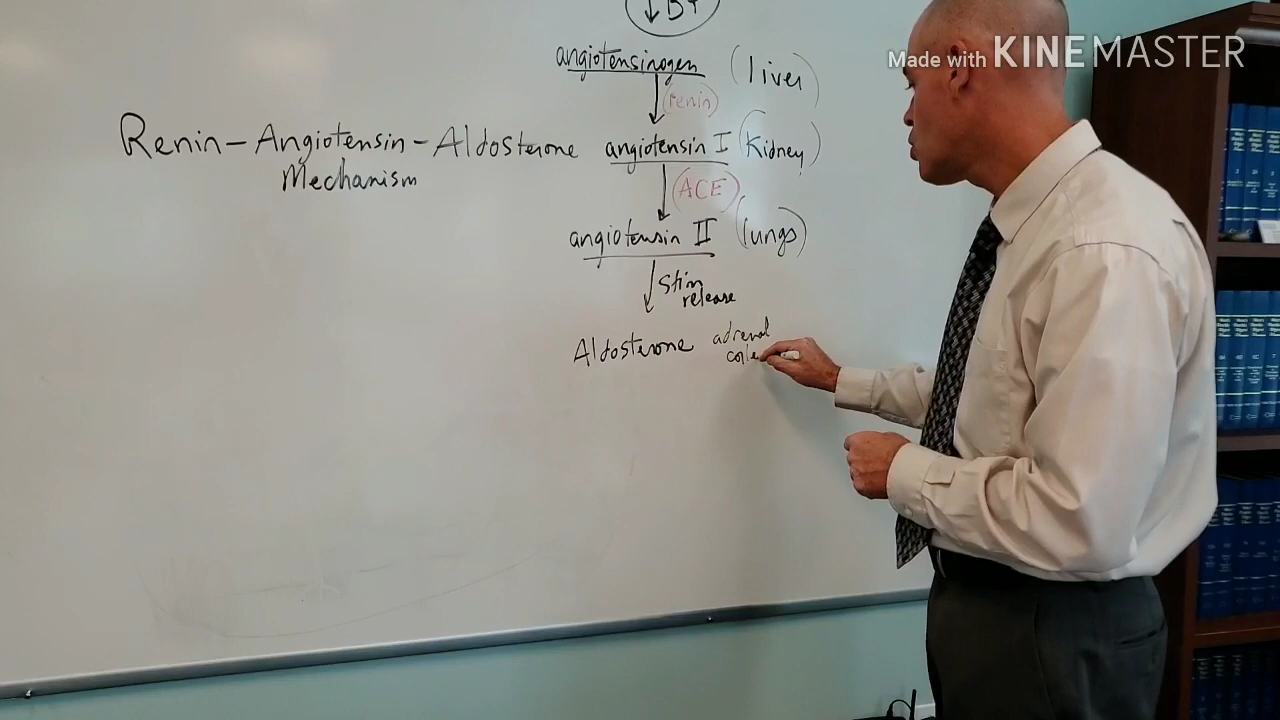 ↓ BP
angiotensinogen (liver)
(renin)
Renin-Angiotensin-Aldosterone
Mechanism
angiotensin I (Kidney)
(ACE)
angiotensin II (lungs)
Stim
release
Aldosterone adrenal
Made with KINEMASTER